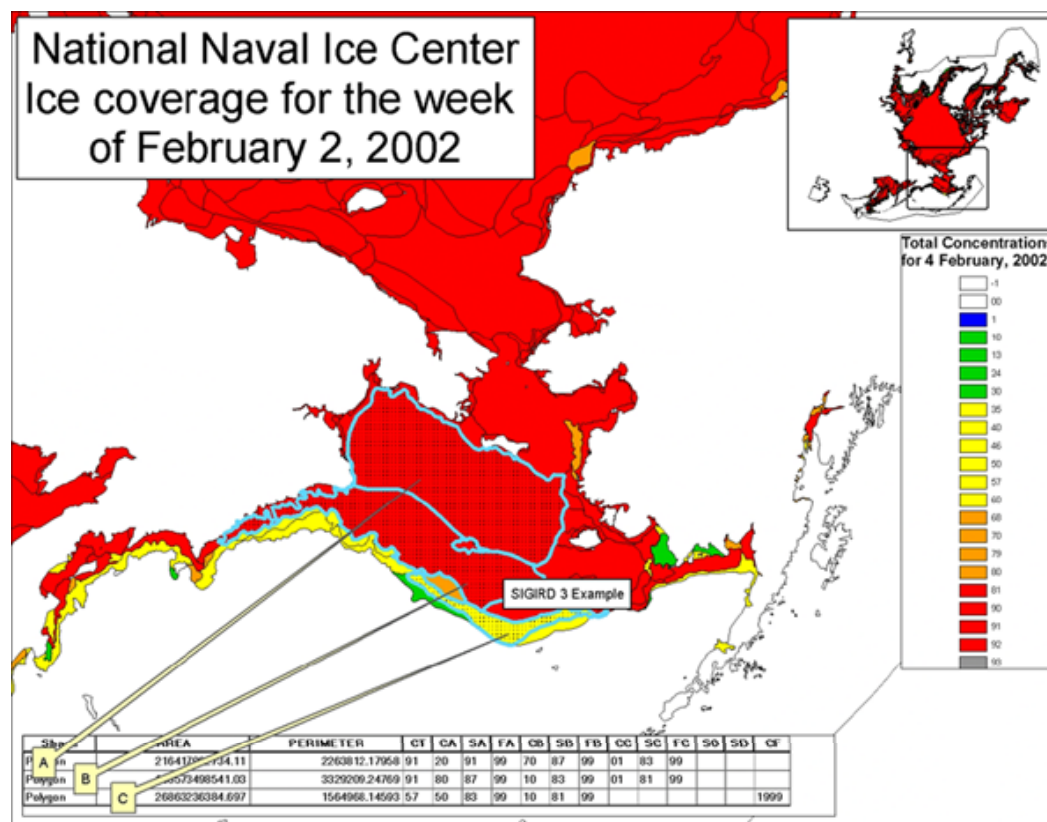 National Naval Ice Center
Ice coverage for the week
of February 2, 2002
Total Concentration
for 4 February, 2002
-1
00
1
10
13
24
30
35
40
46
50
57
60
68
70
79
80
81
90
91
92
93
SIGIRD 3 Example
AREA PERIMETER CT CA SA FA CB SB FB CC SC FC SO SD CF
A 2263812.17958 91 20 91 99 70 87 99 01 83 99
B 3329209.24769 91 80 87 99 10 83 99 01 81 99
Polygon C 26863236384.697 1564968.14593 57 50 83 99 10 81 99 1999